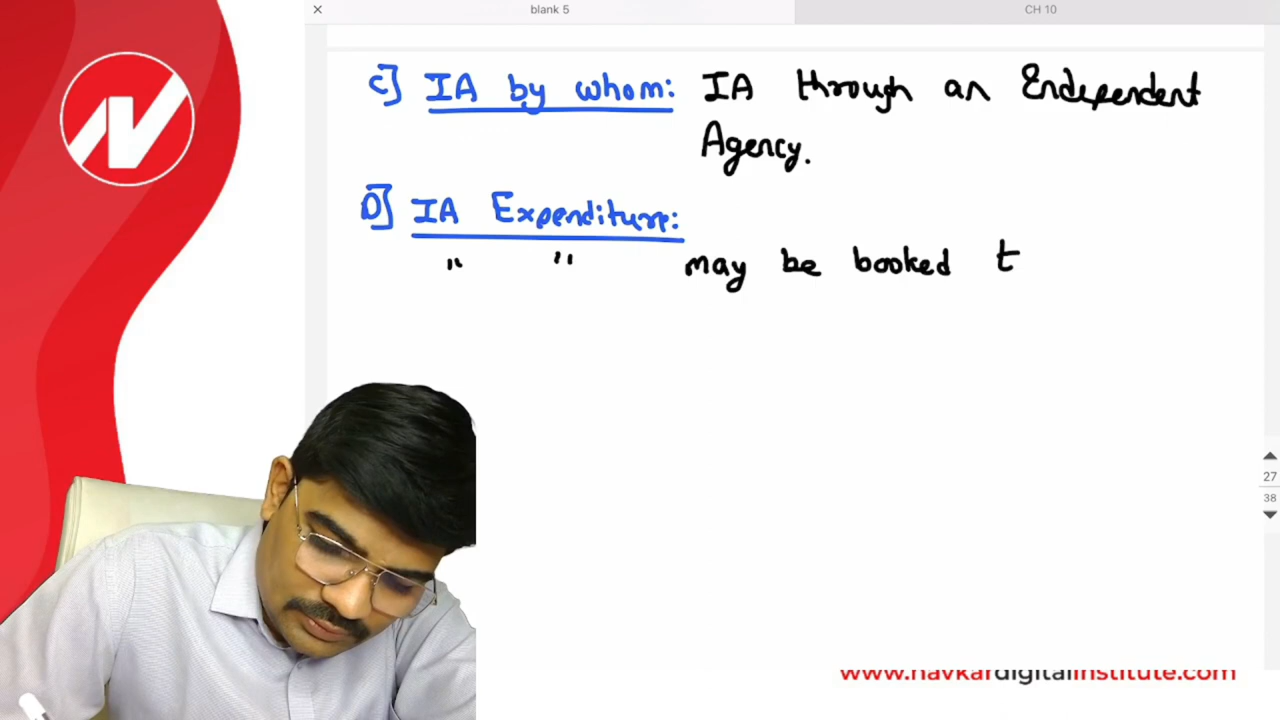 blank 5
CH 10
C] IA by whom: IA through an Independent
Agency.
D] IA Expenditure:
" " may be booked t
27
38
www.navkardigitalinstitute.com